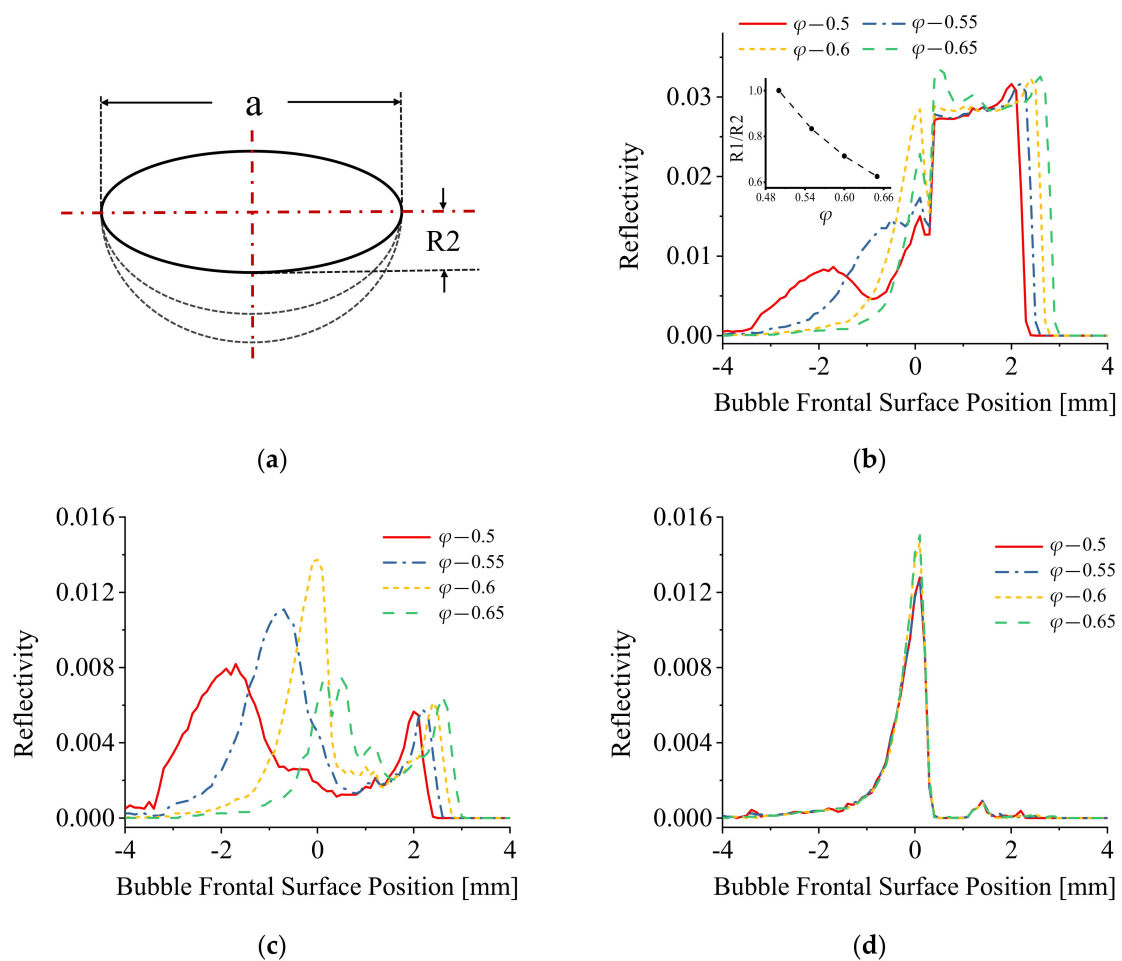 a
R2
(a)
φ—0.5
φ—0.55
φ—0.6
φ—0.65
0.03
0.02
0.01
0.00
Reflectivity
1.0
0.8
0.6
R1/R2
0.48 0.54 0.60 0.66
φ
-4 -2 0 2 4
Bubble Frontal Surface Position [mm]
(b)
0.016
0.012
0.008
0.004
0.000
Reflectivity
φ—0.5
φ—0.55
φ—0.6
φ—0.65
-4 -2 0 2 4
Bubble Frontal Surface Position [mm]
(c)
0.016
0.012
0.008
0.004
0.000
Reflectivity
φ—0.5
φ—0.55
φ—0.6
φ—0.65
-4 -2 0 2 4
Bubble Frontal Surface Position [mm]
(d)